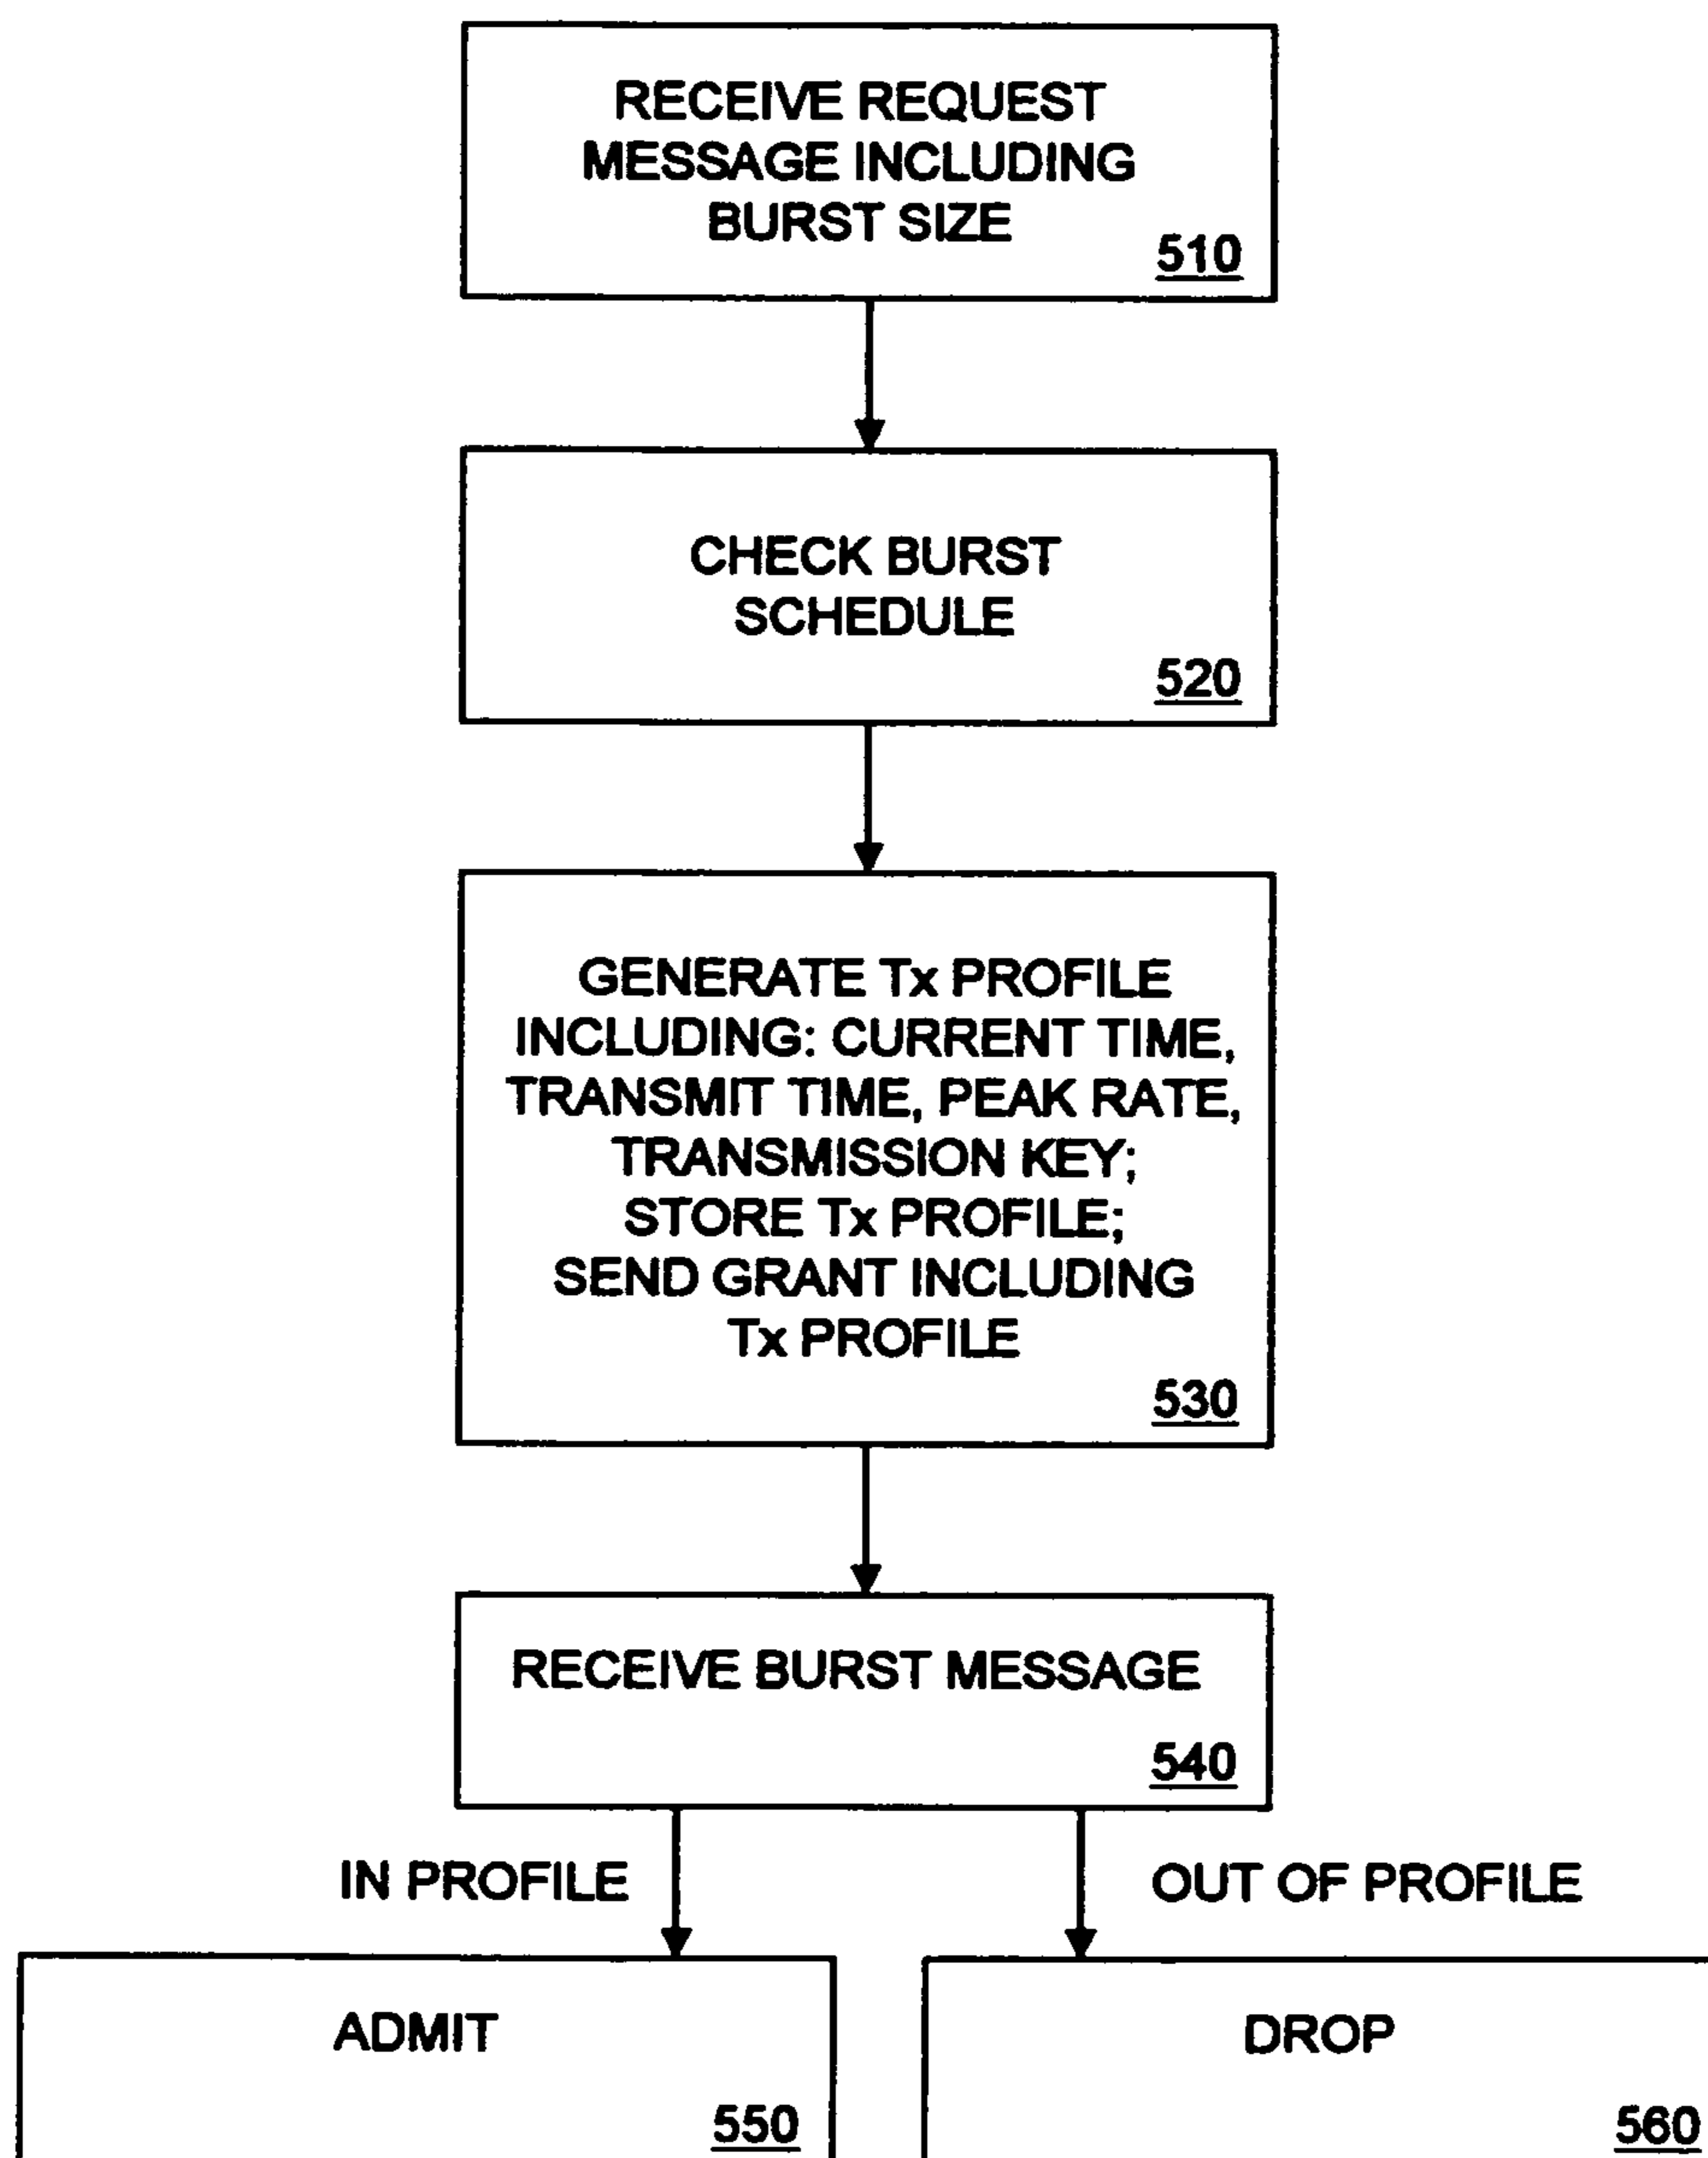 RECEIVE REQUEST
MESSAGE INCLUDING
BURST SIZE
510
CHECK BURST
SCHEDULE
520
GENERATE Tx PROFILE
INCLUDING: CURRENT TIME,
TRANSMIT TIME, PEAK RATE,
TRANSMISSION KEY;
STORE Tx PROFILE;
SEND GRANT INCLUDING
Tx PROFILE
530
RECEIVE BURST MESSAGE
540
IN PROFILE
OUT OF PROFILE
ADMIT
550
DROP
560